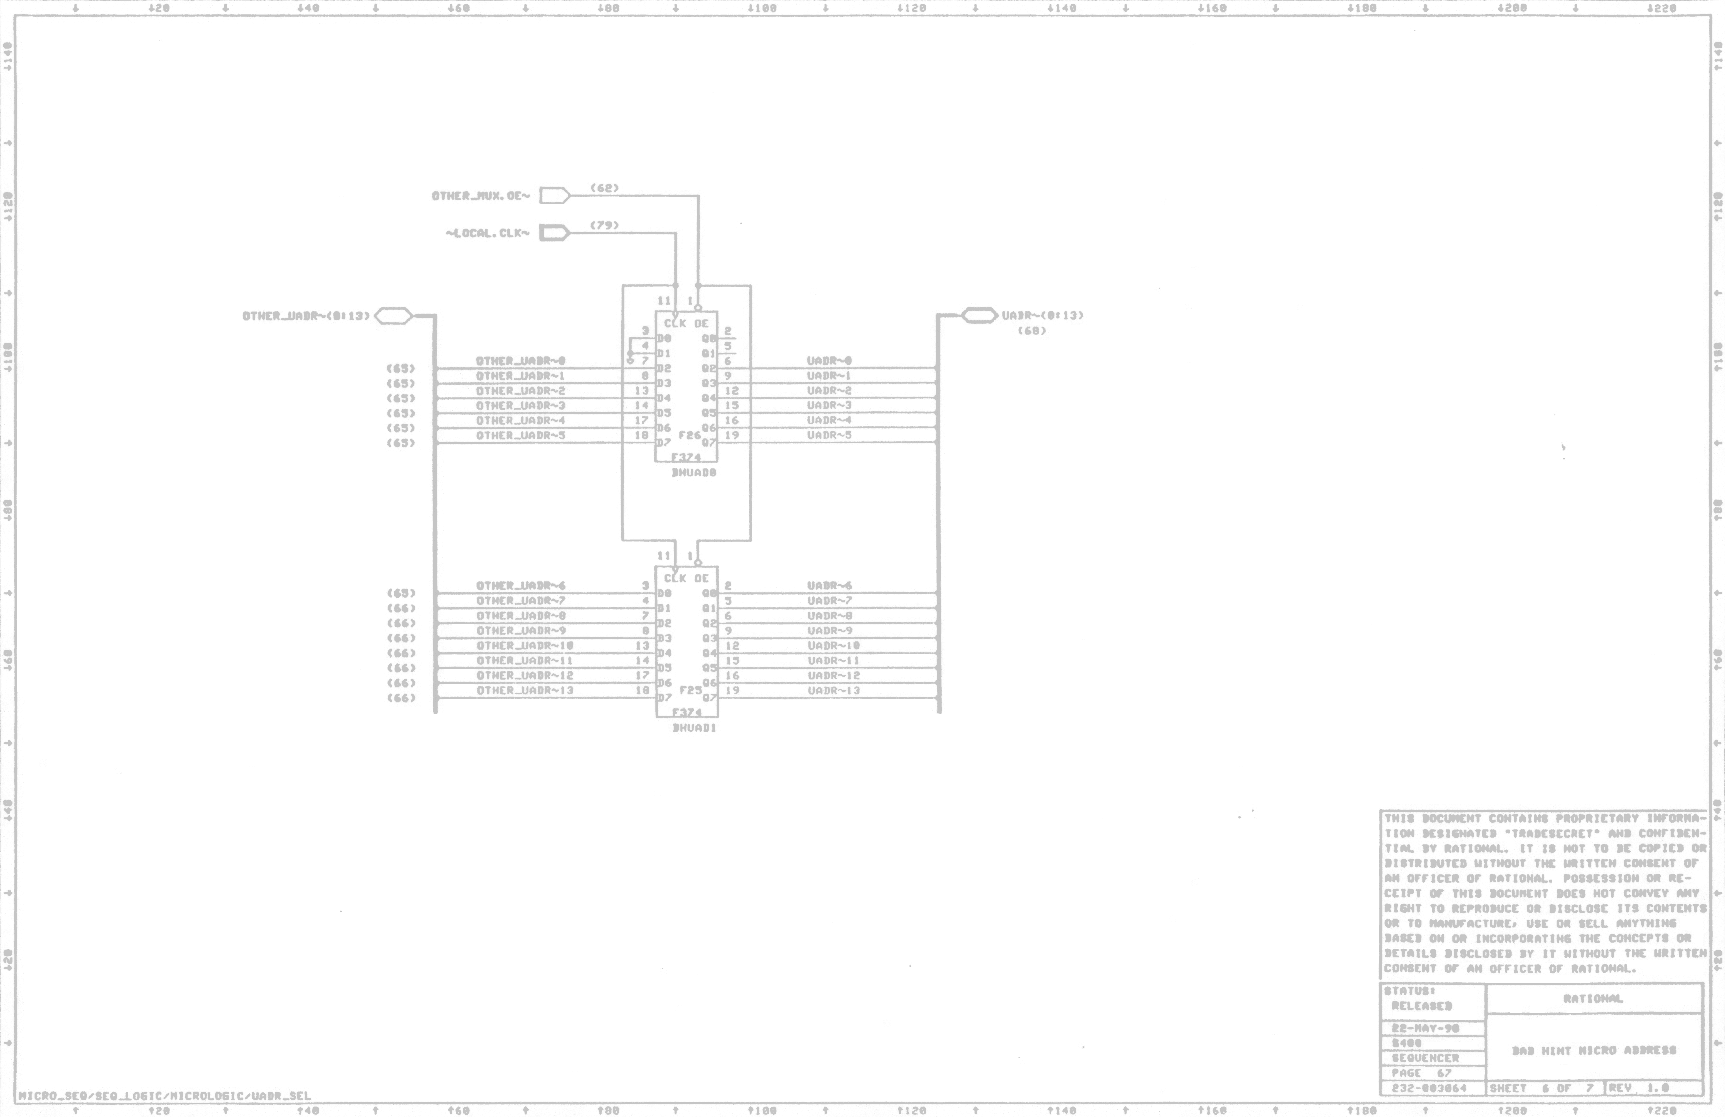 ↓20 ↓40 ↓60 ↓80 ↓100 ↓120 ↓140 ↓180 ↓200 ↓220
OTHER_MUX.OE~ (62)
~LOCAL.CLK~ (79)
OTHER_UADR~(0:13)
UADR~(0:13)
(68)
11 1
CLK OE
3 D0 Q0 2
4 D1 Q1 5
(65) OTHER_UADR~0 7 D2 Q2 6 UADR~0
(65) OTHER_UADR~1 8 D3 Q3 9 UADR~1
(65) OTHER_UADR~2 13 D4 Q4 12 UADR~2
(65) OTHER_UADR~3 14 D5 Q5 15 UADR~3
(65) OTHER_UADR~4 17 D6 Q6 16 UADR~4
(65) OTHER_UADR~5 18 D7 F26 Q7 19 UADR~5
F374
BHUAD0
11 1
CLK OE
(65) OTHER_UADR~6 3 D0 Q0 2 UADR~6
(66) OTHER_UADR~7 4 D1 Q1 5 UADR~7
(66) OTHER_UADR~8 7 D2 Q2 6 UADR~8
(66) OTHER_UADR~9 8 D3 Q3 9 UADR~9
(66) OTHER_UADR~10 13 D4 Q4 12 UADR~10
(66) OTHER_UADR~11 14 D5 Q5 15 UADR~11
(66) OTHER_UADR~12 17 D6 Q6 16 UADR~12
(66) OTHER_UADR~13 18 D7 F25 Q7 19 UADR~13
F374
BHUAD1
THIS DOCUMENT CONTAINS PROPRIETARY INFORMA-
TION DESIGNATED "TRADESECRET" AND CONFIDEN-
TIAL BY RATIONAL. IT IS NOT TO BE COPIED OR
DISTRIBUTED WITHOUT THE WRITTEN CONSENT OF
AN OFFICER OF RATIONAL. POSSESSION OR RE-
CEIPT OF THIS DOCUMENT DOES NOT CONVEY ANY
RIGHT TO REPRODUCE OR DISCLOSE ITS CONTENTS
OR TO MANUFACTURE, USE OR SELL ANYTHING
BASED ON OR INCORPORATING THE CONCEPTS OR
DETAILS DISCLOSED BY IT WITHOUT THE WRITTEN
CONSENT OF AN OFFICER OF RATIONAL.
STATUS:
RELEASED
RATIONAL
22-MAY-90
S400
SEQUENCER
PAGE 67
232-003064
BAD HINT MICRO ADDRESS
SHEET 6 OF 7 REV 1.0
MICRO_SEQ/SEQ_LOGIC/MICROLOGIC/UADR_SEL
↑20 ↑40 ↑60 ↑80 ↑100 ↑120 ↑140 ↑180 ↑200 ↑220